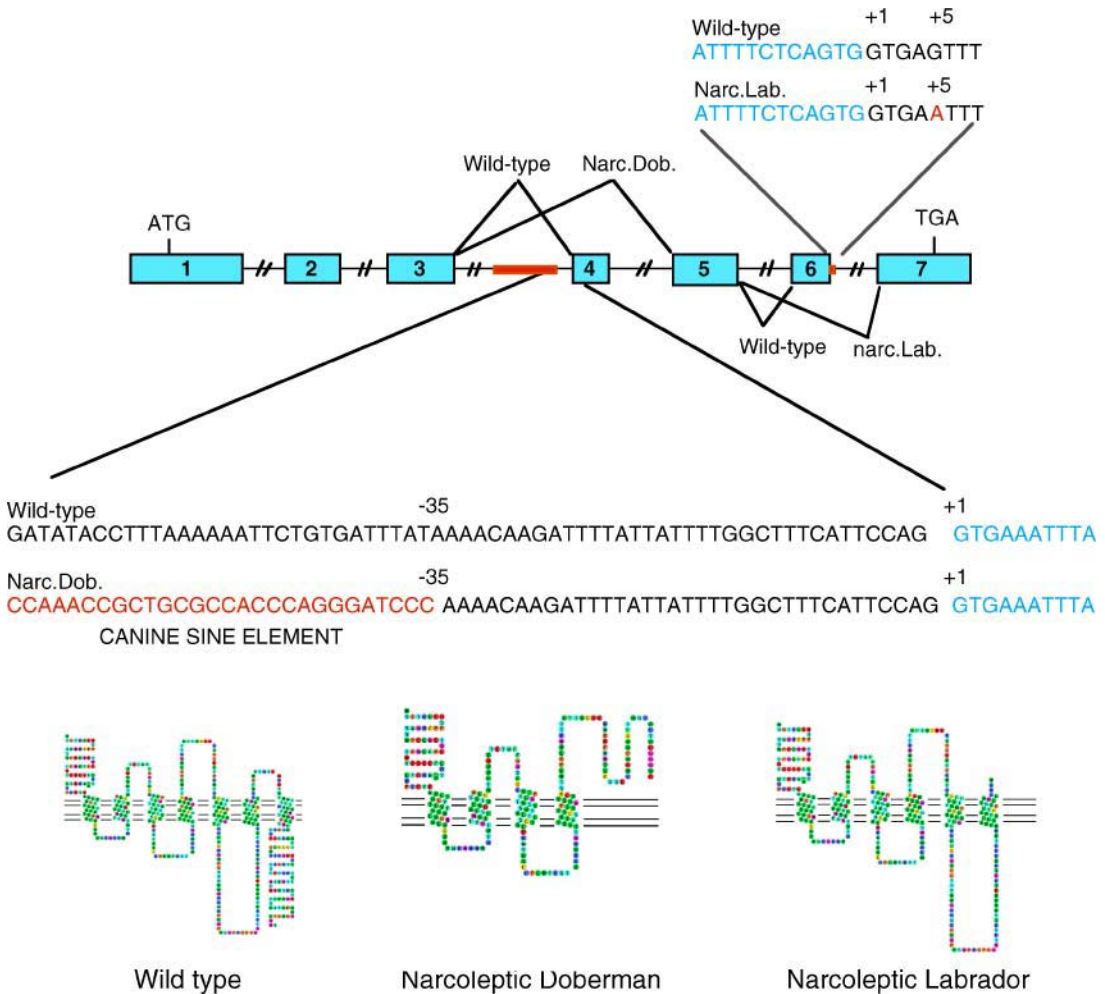 +1 +5
Wild-type
ATTTTCTCAGTGGTGAGTTT
Narc.Lab. +1 +5
ATTTTCTCAGTGGTGAATTT
Wild-type Narc.Dob.
ATG TGA
1 2 3 4 5 6 7
Wild-type narc.Lab.
Wild-type -35 +1
GATATACCTTTAAAAAATTCTGTGATTTATAAAACAAGATTTTATTATTTTGGCTTTCATTCCAG GTGAAATTTA
Narc.Dob. -35 +1
CCAAACCGCTGCGCCACCCAGGGATCCC AAAACAAGATTTTATTATTTTGGCTTTCATTCCAG GTGAAATTTA
CANINE SINE ELEMENT
Wild type Narcoleptic Doberman Narcoleptic Labrador